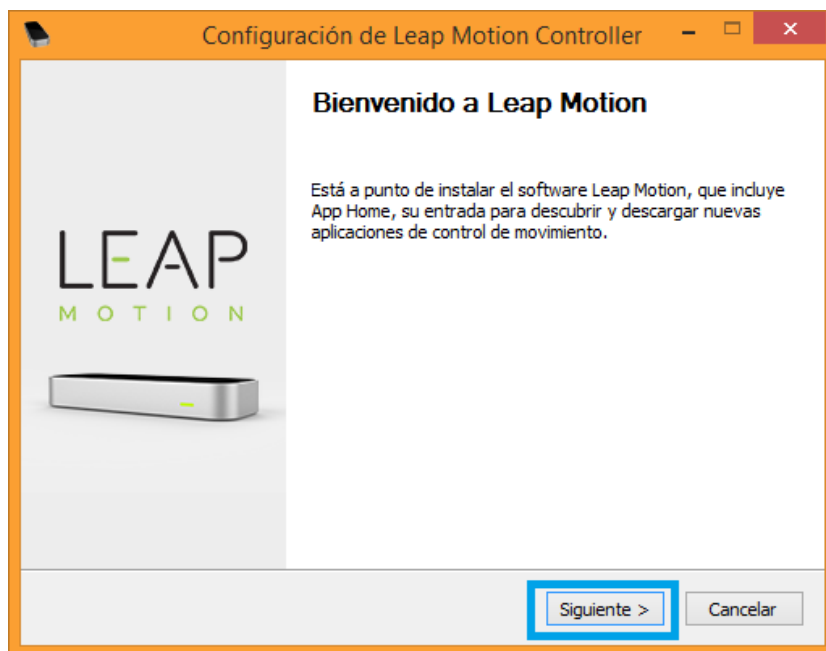 Configuración de Leap Motion Controller
Bienvenido a Leap Motion
Está a punto de instalar el software Leap Motion, que incluye
App Home, su entrada para descubrir y descargar nuevas
aplicaciones de control de movimiento.
LEAP
MOTION
Siguiente >
Cancelar